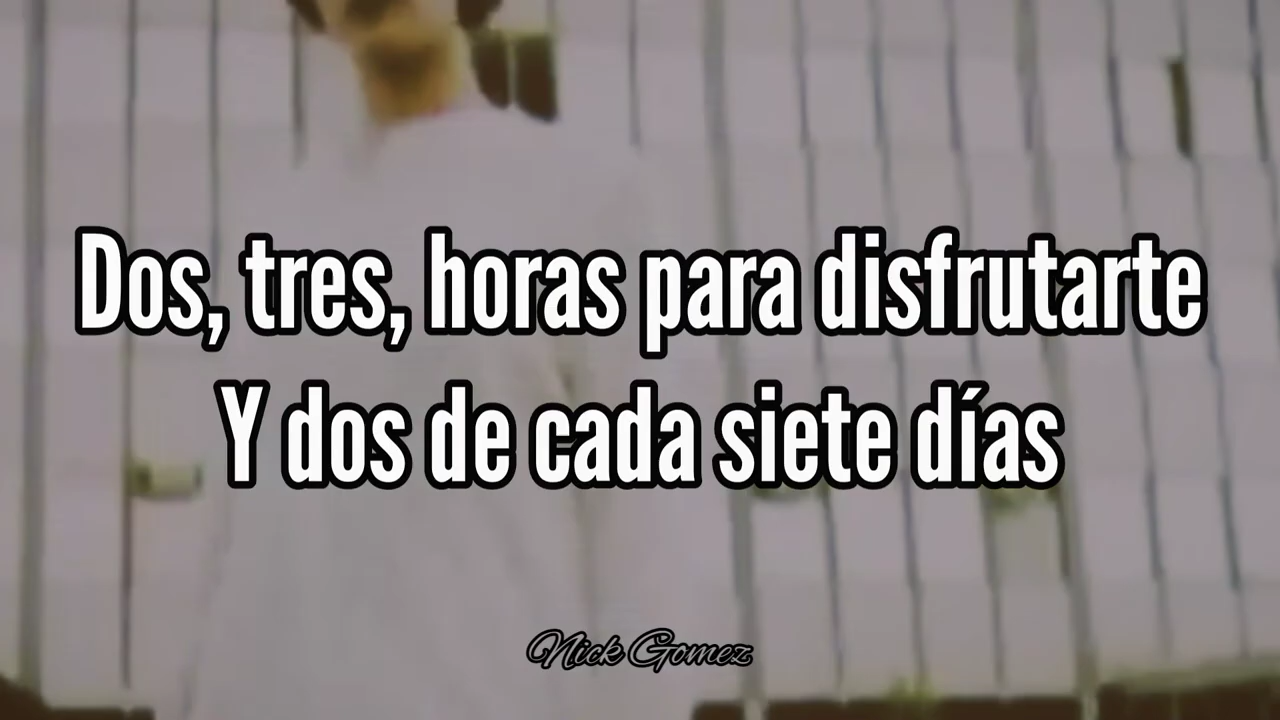 Dos, tres, horas para disfrutarte
Y dos de cada siete días
Nick Gomez